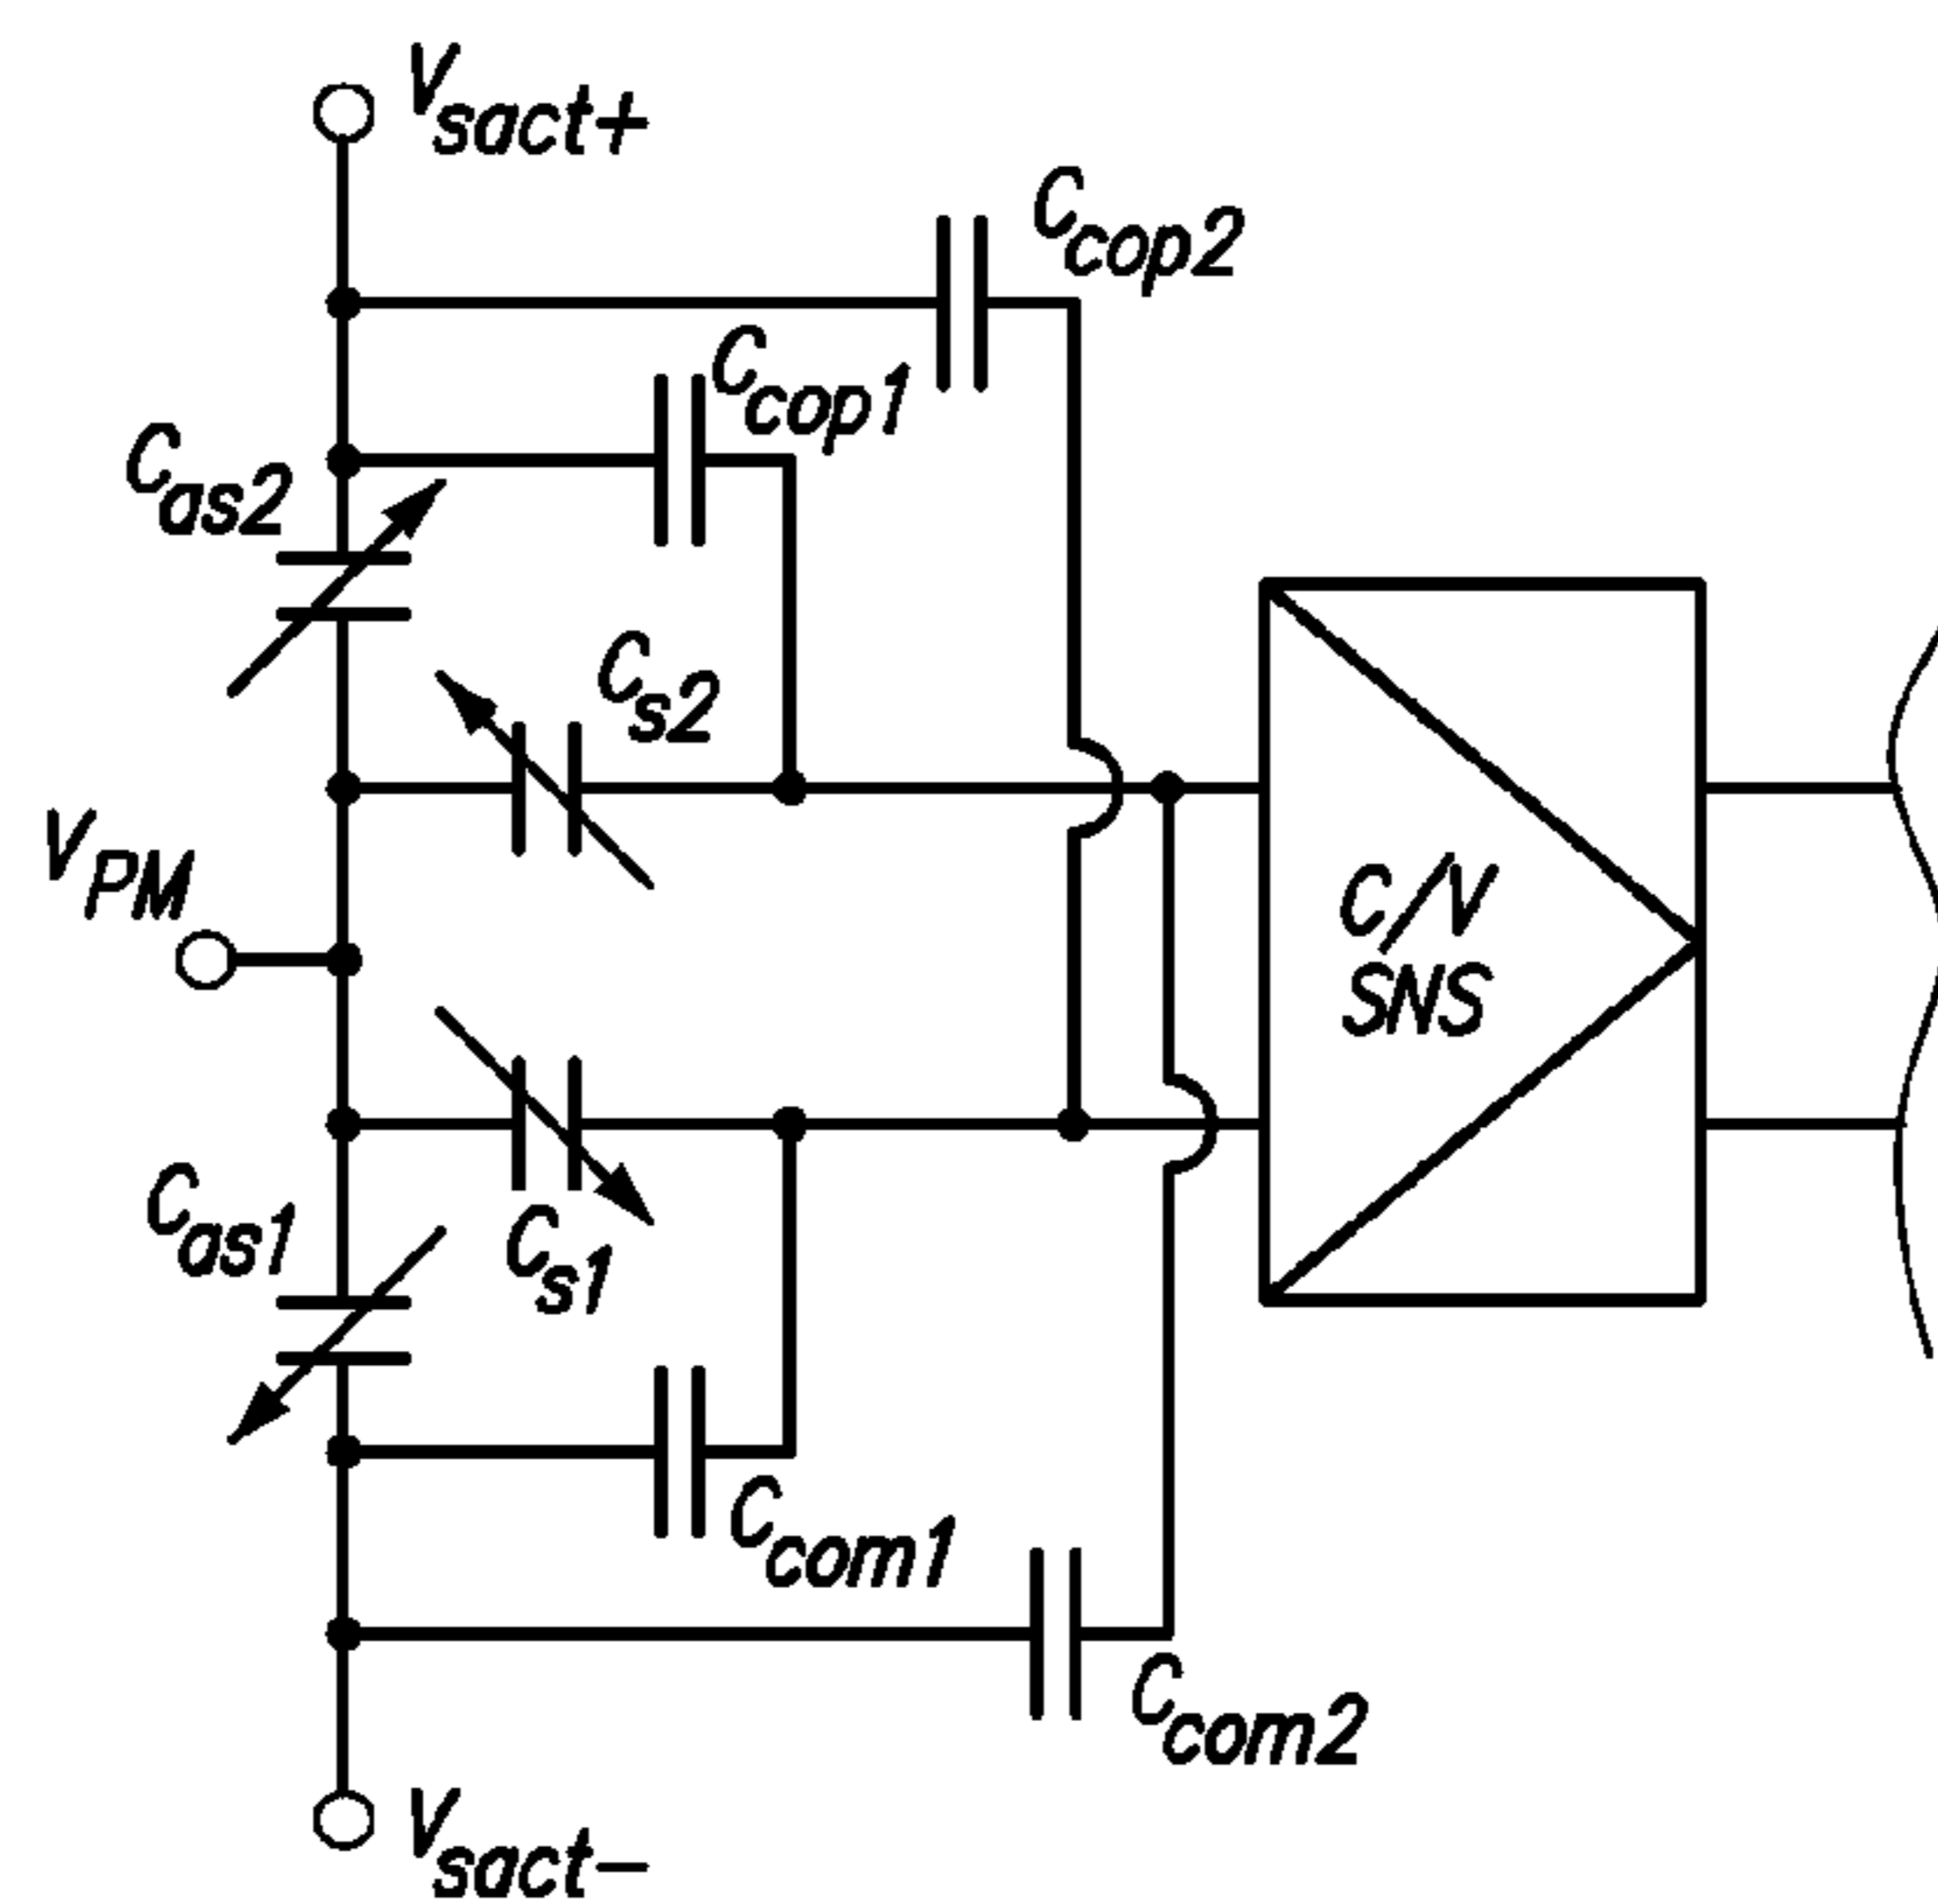 Vsact+
Ccop2
Ccop1
Cas2
Cs2
VPM
C/V
SNS
Cas1
Cs1
Ccom1
Ccom2
Vsact−